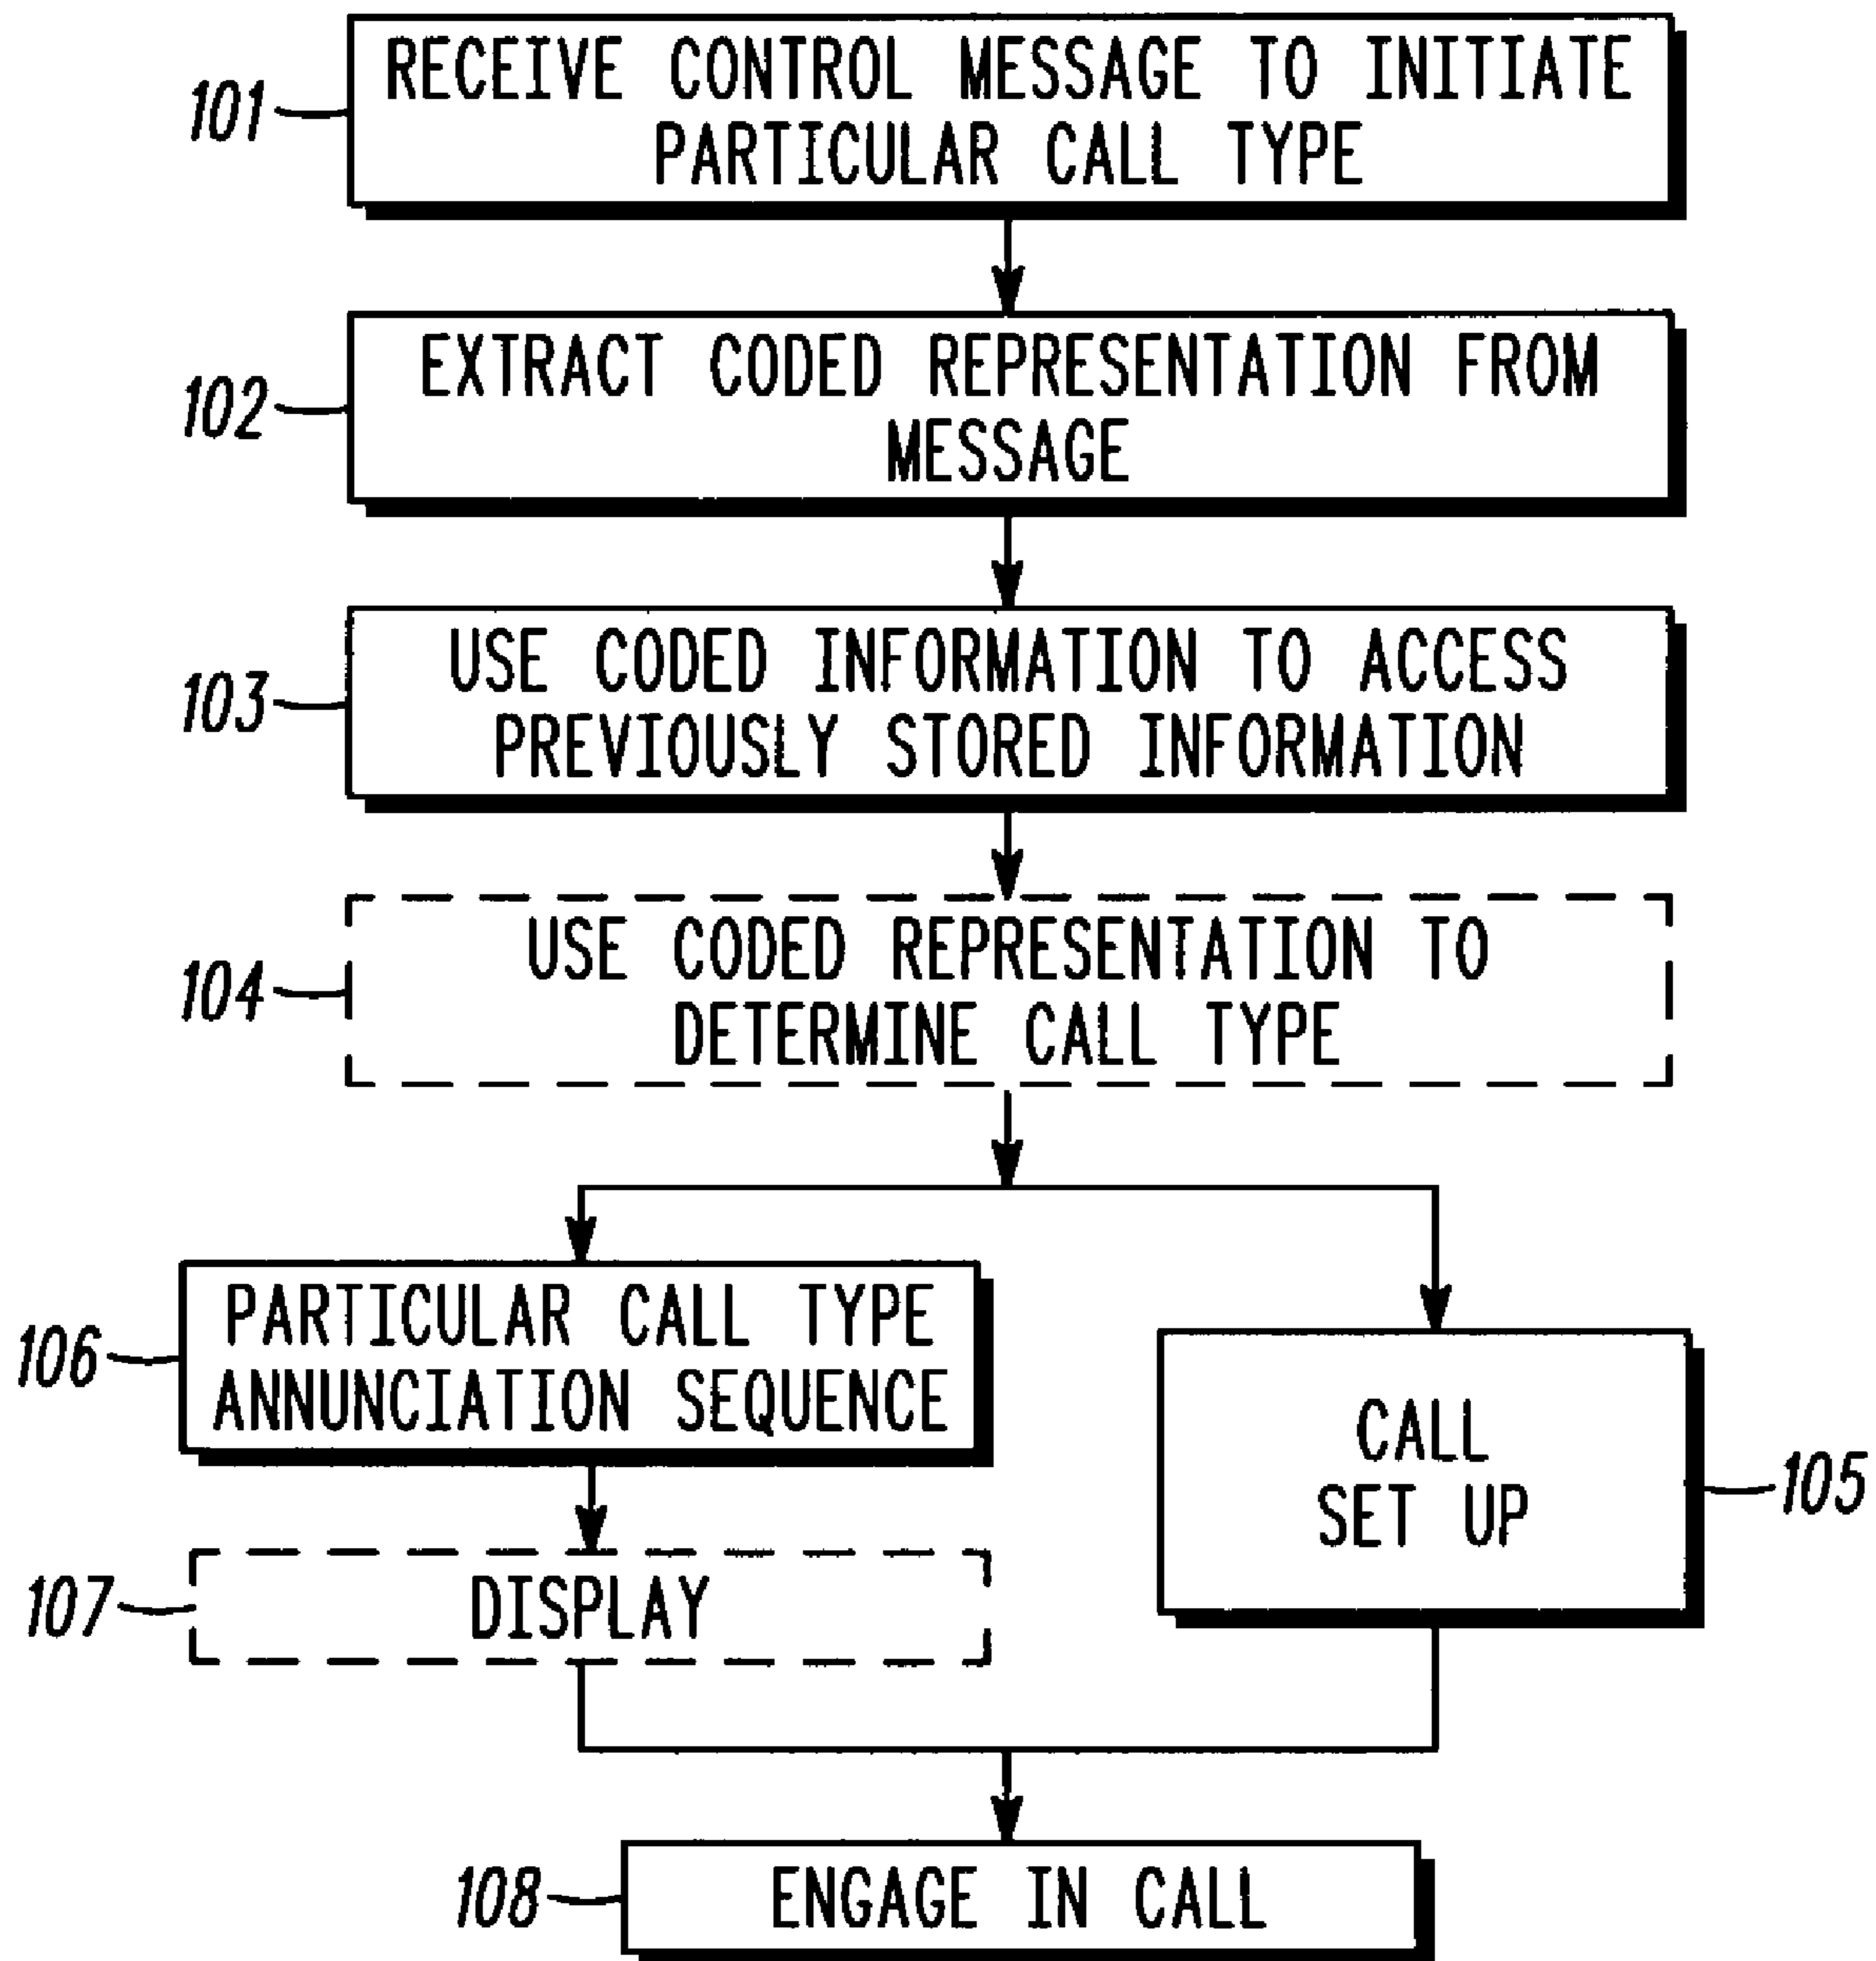 101
RECEIVE CONTROL MESSAGE TO INITIATE
PARTICULAR CALL TYPE
102
EXTRACT CODED REPRESENTATION FROM
MESSAGE
103
USE CODED INFORMATION TO ACCESS
PREVIOUSLY STORED INFORMATION
104
USE CODED REPRESENTATION TO
DETERMINE CALL TYPE
106
PARTICULAR CALL TYPE
ANNUNCIATION SEQUENCE
CALL
SET UP
105
107
DISPLAY
108
ENGAGE IN CALL